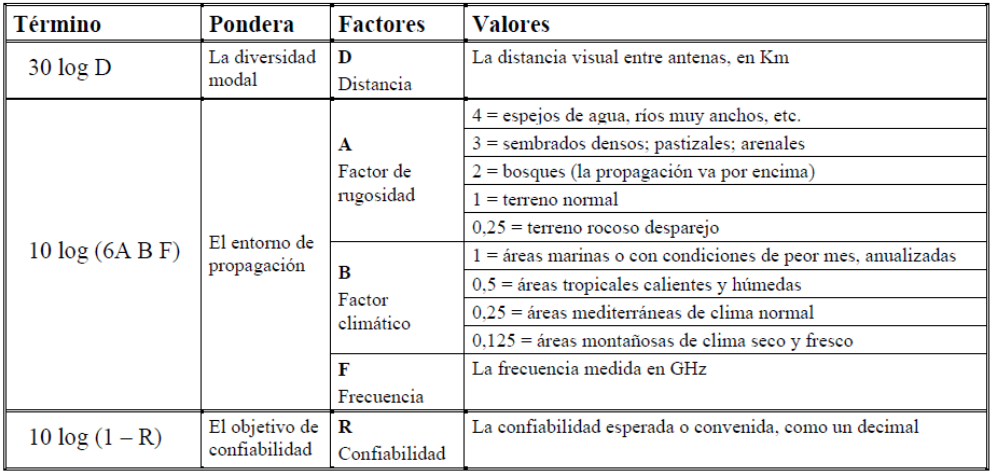 Término Pondera Factores Valores
30 log D
La diversidad
modal
D
Distancia
La distancia visual entre antenas, en Km
10 log (6A B F)
El entorno de
propagación
A
Factor de
rugosidad
4 = espejos de agua, ríos muy anchos, etc.
3 = sembrados densos; pastizales; arenales
2 = bosques (la propagación va por encima)
1 = terreno normal
0,25 = terreno rocoso desparejo
B
Factor
climático
1 = áreas marinas o con condiciones de peor mes, anualizadas
0,5 = áreas tropicales calientes y húmedas
0,25 = áreas mediterráneas de clima normal
0,125 = áreas montañosas de clima seco y fresco
F
Frecuencia
La frecuencia medida en GHz
10 log (1 – R)
El objetivo de
confiabilidad
R
Confiabilidad
La confiabilidad esperada o convenida, como un decimal